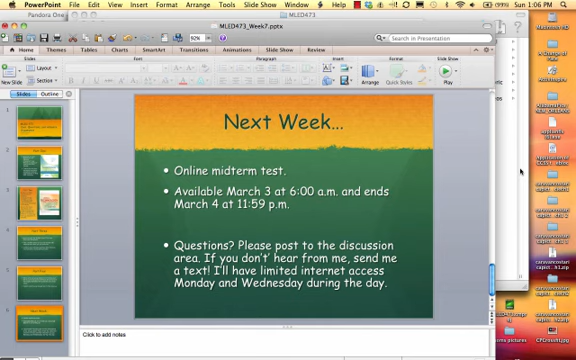 PowerPoint File Edit View Insert Format Arrange Tools Slide Show Window Help
Sun 1:06 PM
Pandora One
MLED473
MLED473_Week7.pptx
92%
Search in Presentation
Home Themes Tables Charts SmartArt Transitions Animations Slide Show Review
Slides Font Paragraph Insert Format Slide Show
New Slide Layout Section Arrange Quick Styles Play
Slides Outline
Next Week...
• Online midterm test.
• Available March 3 at 6:00 a.m. and ends
March 4 at 11:59 p.m.
• Questions? Please post to the discussion
area. If you don't' hear from me, send me
a text! I'll have limited internet access
Monday and Wednesday during the day.
Click to add notes